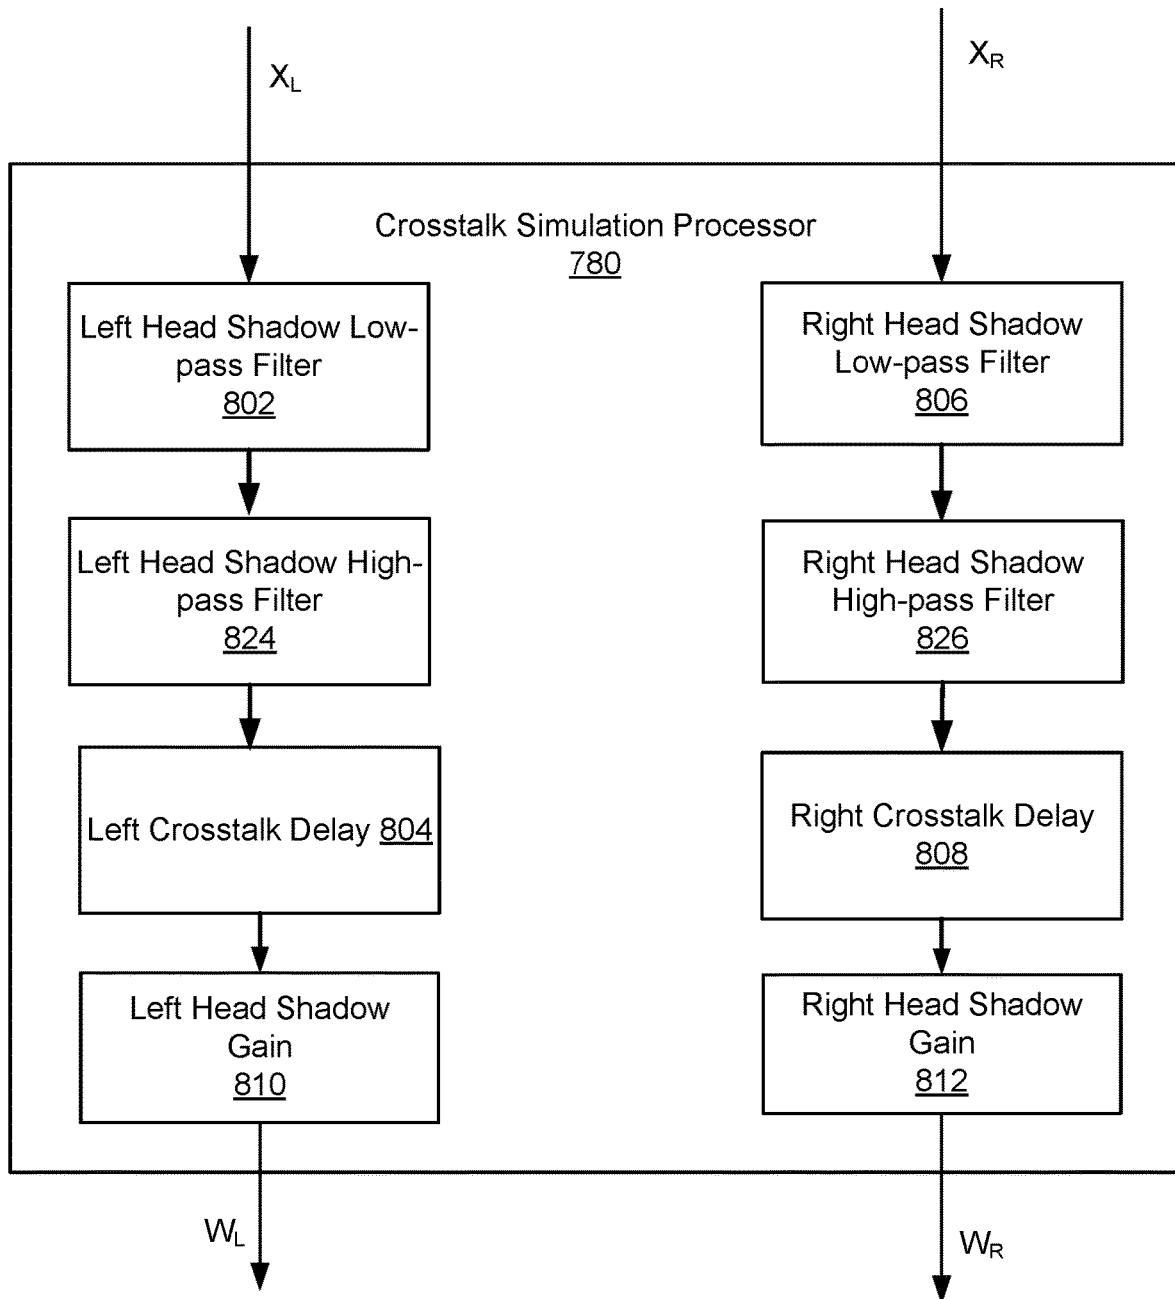 X_L
X_R
Crosstalk Simulation Processor
780
Left Head Shadow Low-
pass Filter
802
Right Head Shadow
Low-pass Filter
806
Left Head Shadow High-
pass Filter
824
Right Head Shadow
High-pass Filter
826
Left Crosstalk Delay 804
Right Crosstalk Delay
808
Left Head Shadow
Gain
810
Right Head Shadow
Gain
812
W_L
W_R